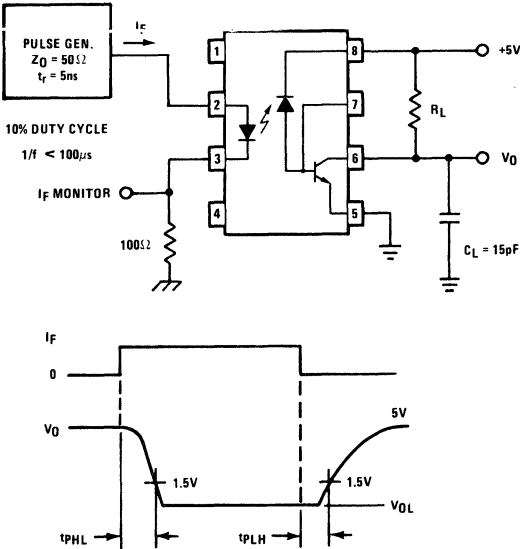 IF
PULSE GEN.
ZO = 50Ω
tr = 5ns
10% DUTY CYCLE
1/f < 100μs
IF MONITOR
100Ω
1
2
3
4
8
7
6
5
+5V
RL
VO
CL = 15pF
IF
0
VO
5V
1.5V
1.5V
VOL
tPHL
tPLH